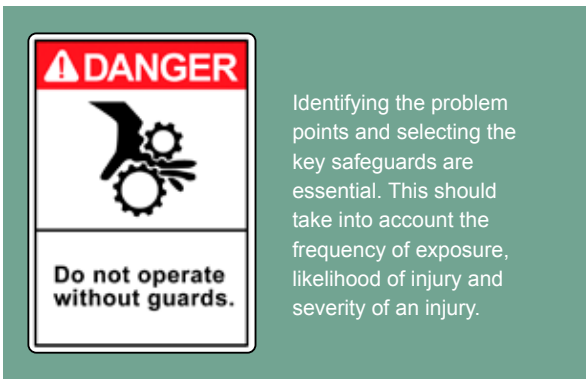 DANGER
Do not operate
without guards.
Identifying the problem
points and selecting the
key safeguards are
essential. This should
take into account the
frequency of exposure,
likelihood of injury and
severity of an injury.